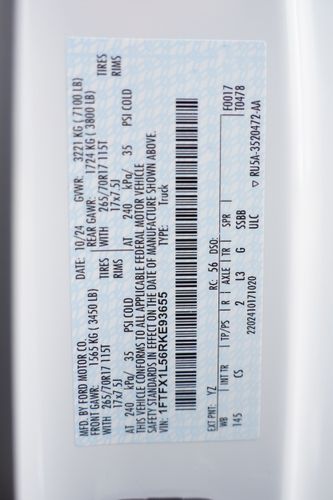 MFD. BY FORD MOTOR CO.
DATE: 10/24 GVWR: 3221 KG ( 7100 LB)
FRONT GAWR: 1565 KG ( 3450 LB) REAR GAWR: 1724 KG ( 3800 LB)
WITH 265/70R17 115T TIRES WITH 265/70R17 115T TIRES
17x7.5J RIMS 17x7.5J RIMS
AT 240 kPa/ 35 PSI COLD AT 240 kPa/ 35 PSI COLD
THIS VEHICLE CONFORMS TO ALL APPLICABLE FEDERAL MOTOR VEHICLE
SAFETY STANDARDS IN EFFECT ON THE DATE OF MANUFACTURE SHOWN ABOVE.
VIN: 1FTFX1L56RKE93655 TYPE: Truck
F0017
T0478
EXT PNT: YZ RC: 56 DSO:
WB INT TR TP/PS R AXLE TR SPR
145 CS 2 L3 G SSBB
2202410171020 ULC
▽ RU5A-3520472-AA